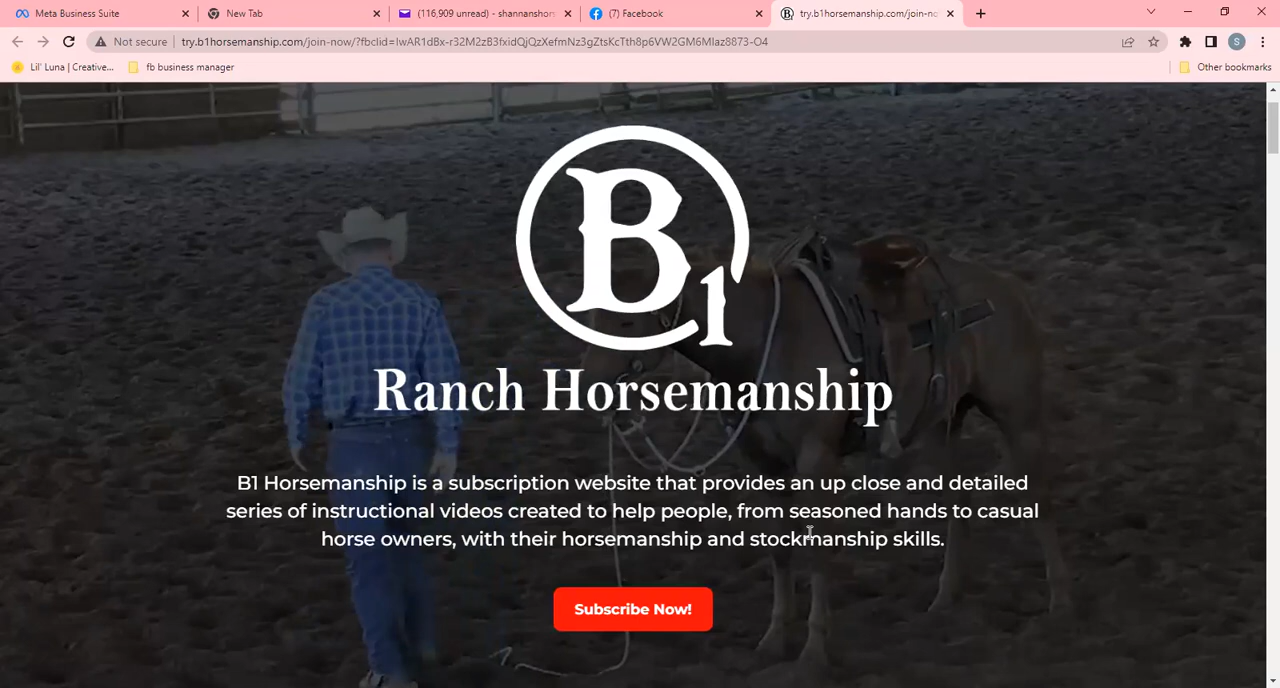 Meta Business Suite
New Tab
(116,909 unread) - shannanshors
(7) Facebook
try.b1horsemanship.com/join-no
Not secure
try.b1horsemanship.com/join-now/?fbclid=IwAR1dBx-r32M2zB3fxidQjQzXefmNz3gZtsKcTth8p6VW2GM6Mlaz8873-O4
S
Lil' Luna | Creative...
fb business manager
Other bookmarks
B1
Ranch Horsemanship
B1 Horsemanship is a subscription website that provides an up close and detailed
series of instructional videos created to help people, from seasoned hands to casual
horse owners, with their horsemanship and stockmanship skills.
Subscribe Now!